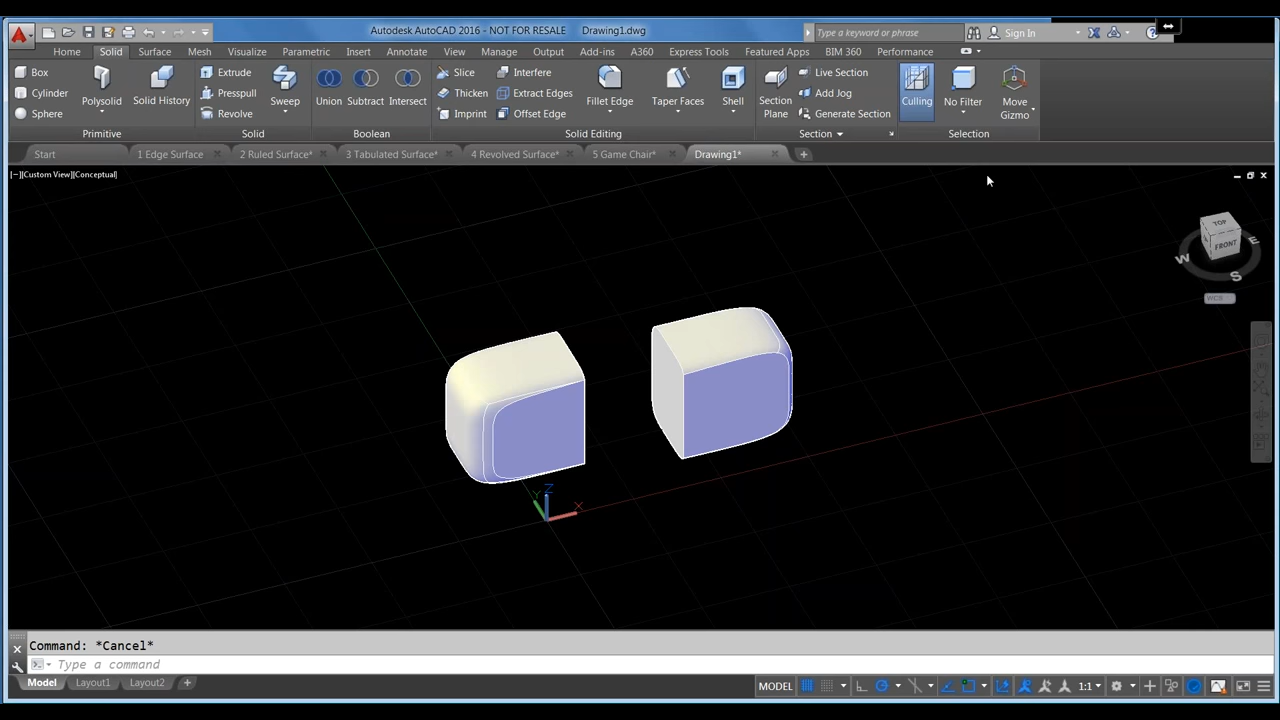 Autodesk AutoCAD 2016 - NOT FOR RESALE Drawing1.dwg
Type a keyword or phrase
Sign In
Home Solid Surface Mesh Visualize Parametric Insert Annotate View Manage Output Add-ins A360 Express Tools Featured Apps BIM 360 Performance
Box
Cylinder
Sphere
Polysolid
Solid History
Primitive
Extrude
Presspull
Revolve
Sweep
Solid
Union
Subtract
Intersect
Boolean
Slice
Thicken
Imprint
Interfere
Extract Edges
Offset Edge
Fillet Edge
Taper Faces
Shell
Solid Editing
Section
Plane
Live Section
Add Jog
Generate Section
Section
Culling
No Filter
Move
Gizmo
Selection
Start
1 Edge Surface
2 Ruled Surface*
3 Tabulated Surface*
4 Revolved Surface*
5 Game Chair*
Drawing1*
[−][Custom View][Conceptual]
TOP
FRONT
W
E
S
WCS
Z
Y
X
Command: *Cancel*
Type a command
Model Layout1 Layout2
MODEL
1:1